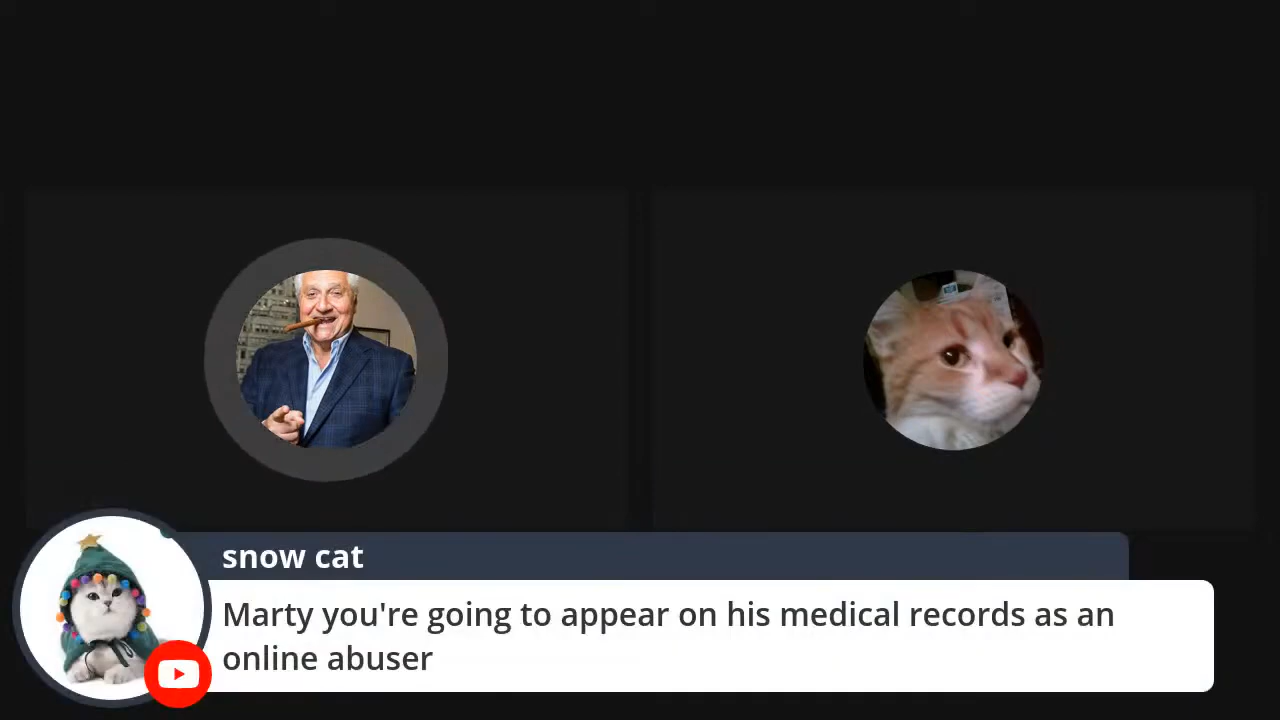 snow cat
Marty you're going to appear on his medical records as an
online abuser